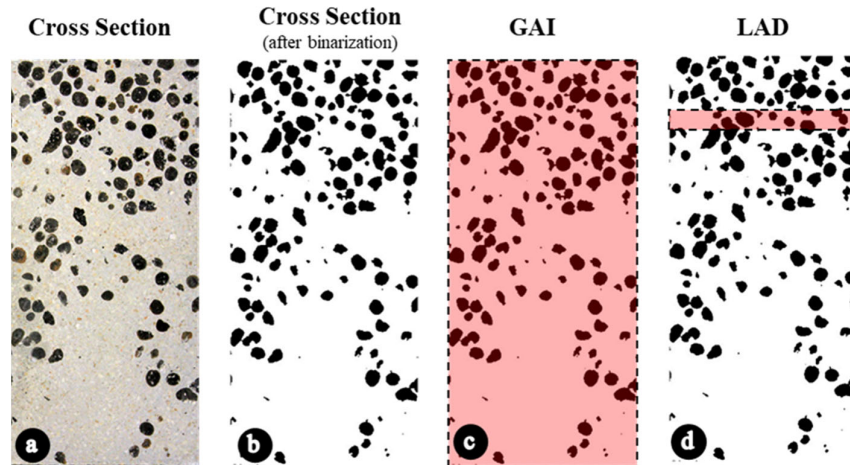 Cross Section
Cross Section
(after binarization)
GAI
LAD
a
b
c
d